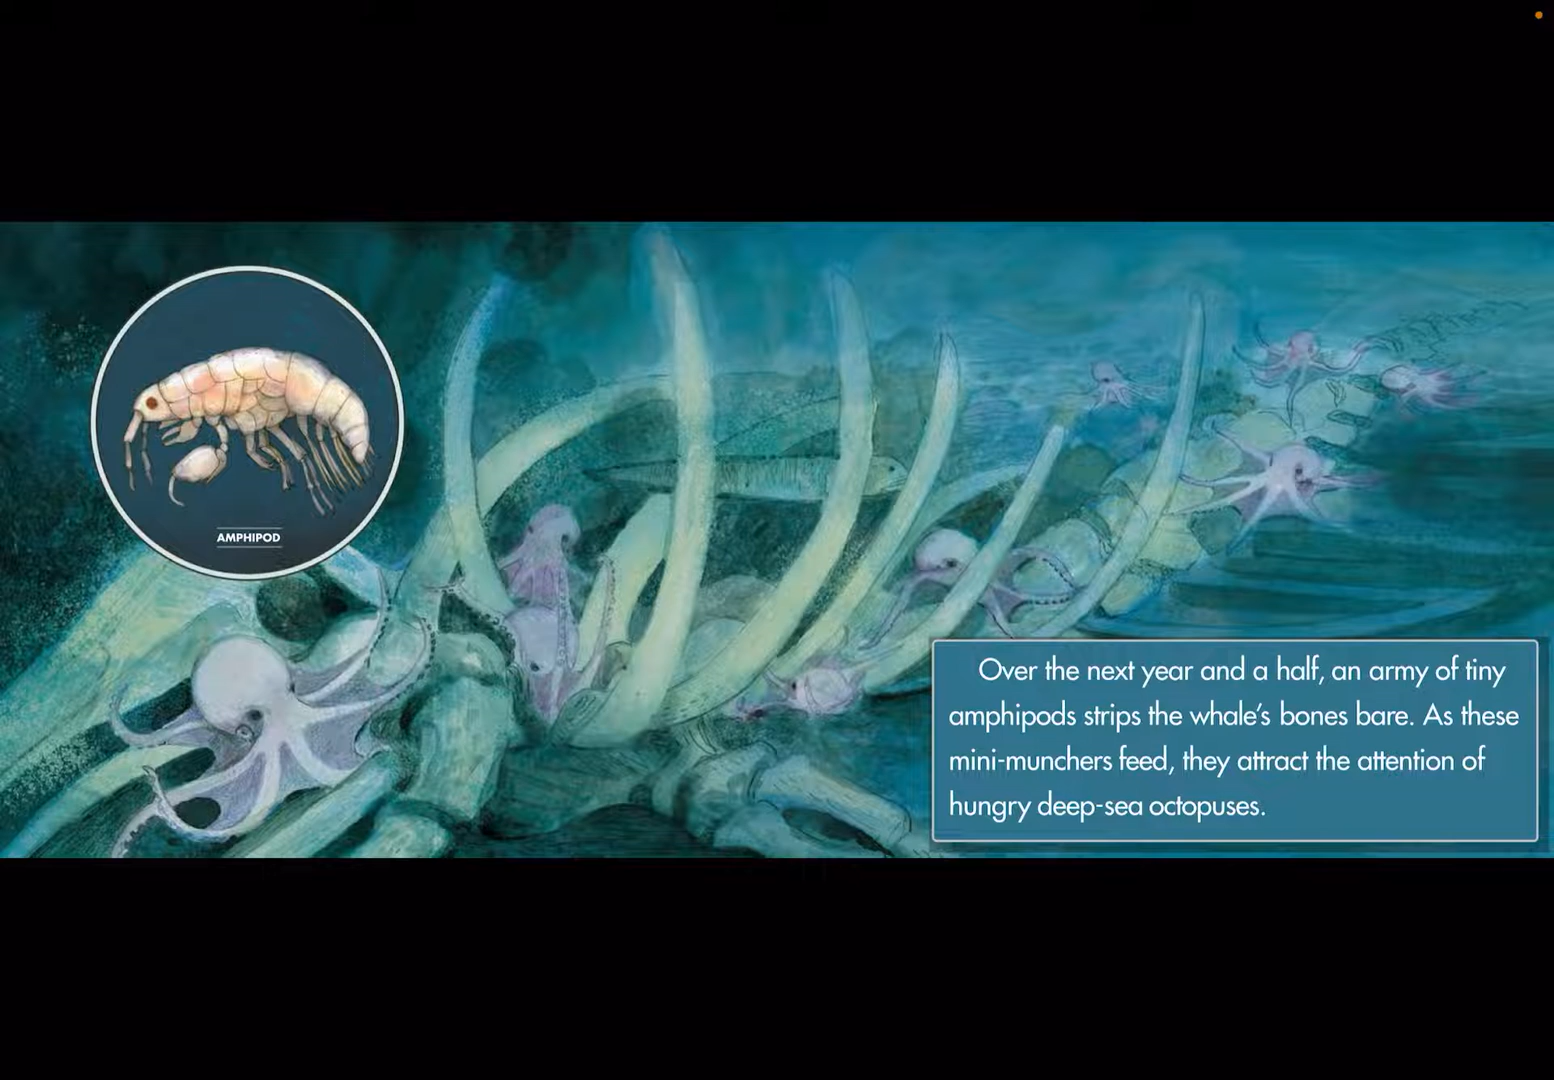 AMPHIPOD
Over the next year and a half, an army of tiny
amphipods strips the whale's bones bare. As these
mini-munchers feed, they attract the attention of
hungry deep-sea octopuses.